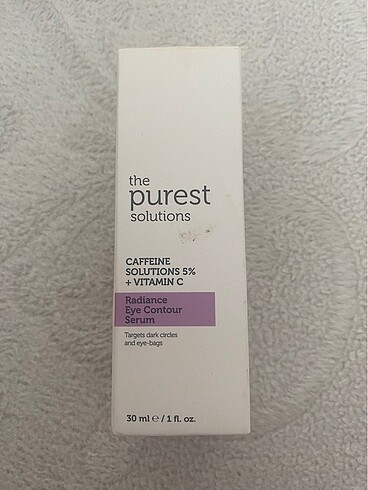 the
purest
solutions
CAFFEINE
SOLUTIONS 5%
+ VITAMIN C
Radiance
Eye Contour
Serum
Targets dark circles
and eye-bags
30 ml ℮ / 1 fl. oz.